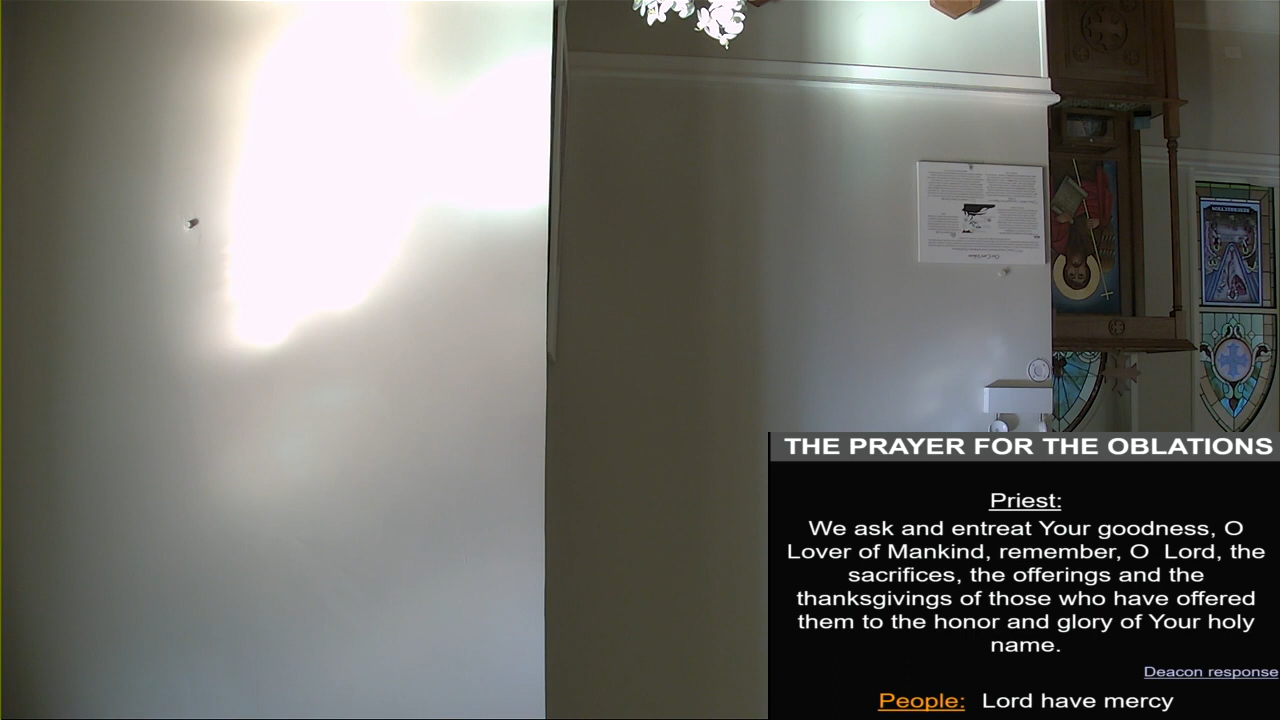 THE PRAYER FOR THE OBLATIONS
Priest:
We ask and entreat Your goodness, O
Lover of Mankind, remember, O Lord, the
sacrifices, the offerings and the
thanksgivings of those who have offered
them to the honor and glory of Your holy
name.
Deacon response
People: Lord have mercy
RESURRECTION